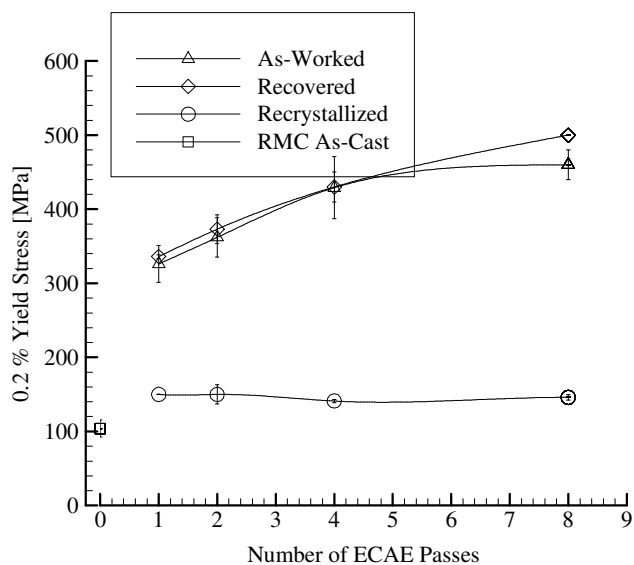 As-Worked
Recovered
Recrystallized
RMC As-Cast
600
500
400
300
200
100
0
0.2 % Yield Stress [MPa]
0 1 2 3 4 5 6 7 8 9
Number of ECAE Passes